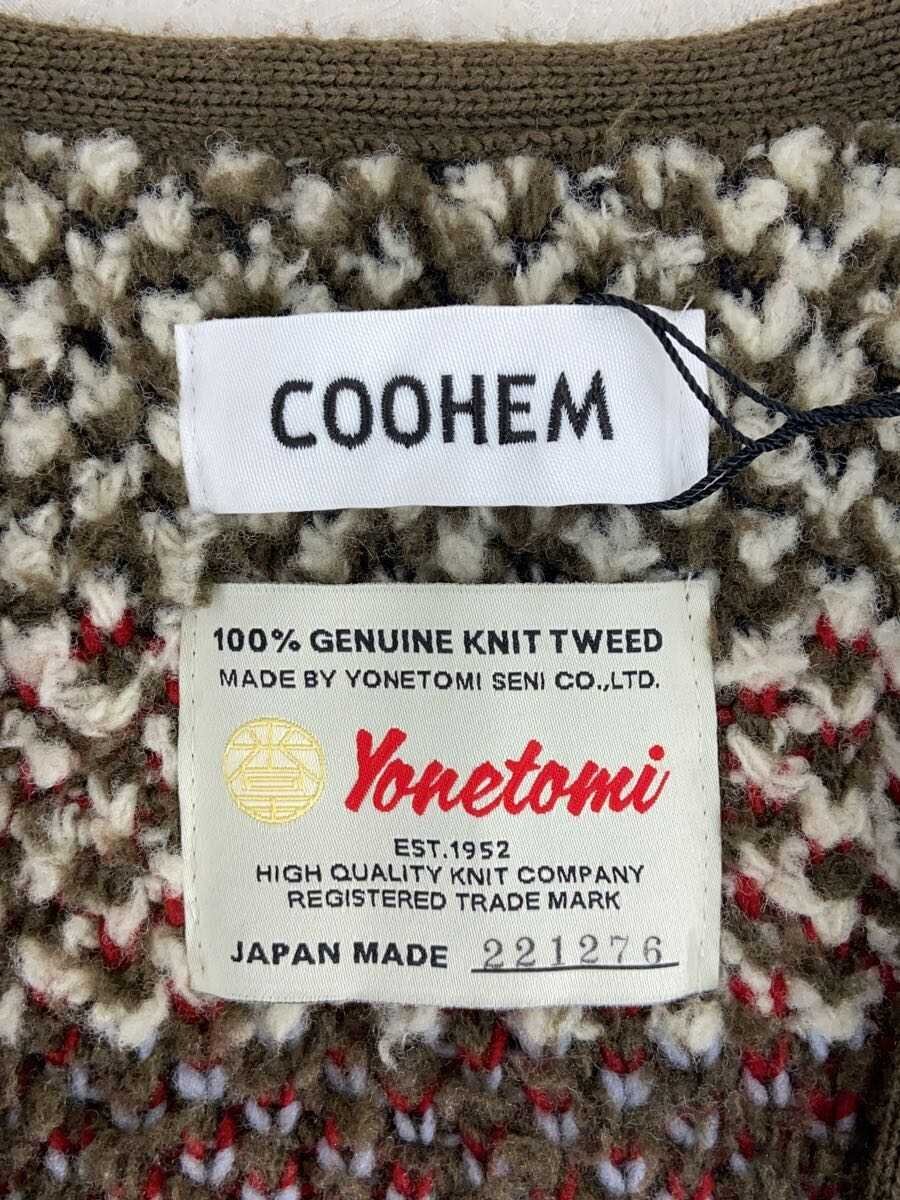 COOHEM
100% GENUINE KNIT TWEED
MADE BY YONETOMI SENI CO.,LTD.
Yonetomi
EST.1952
HIGH QUALITY KNIT COMPANY
REGISTERED TRADE MARK
JAPAN MADE 221276